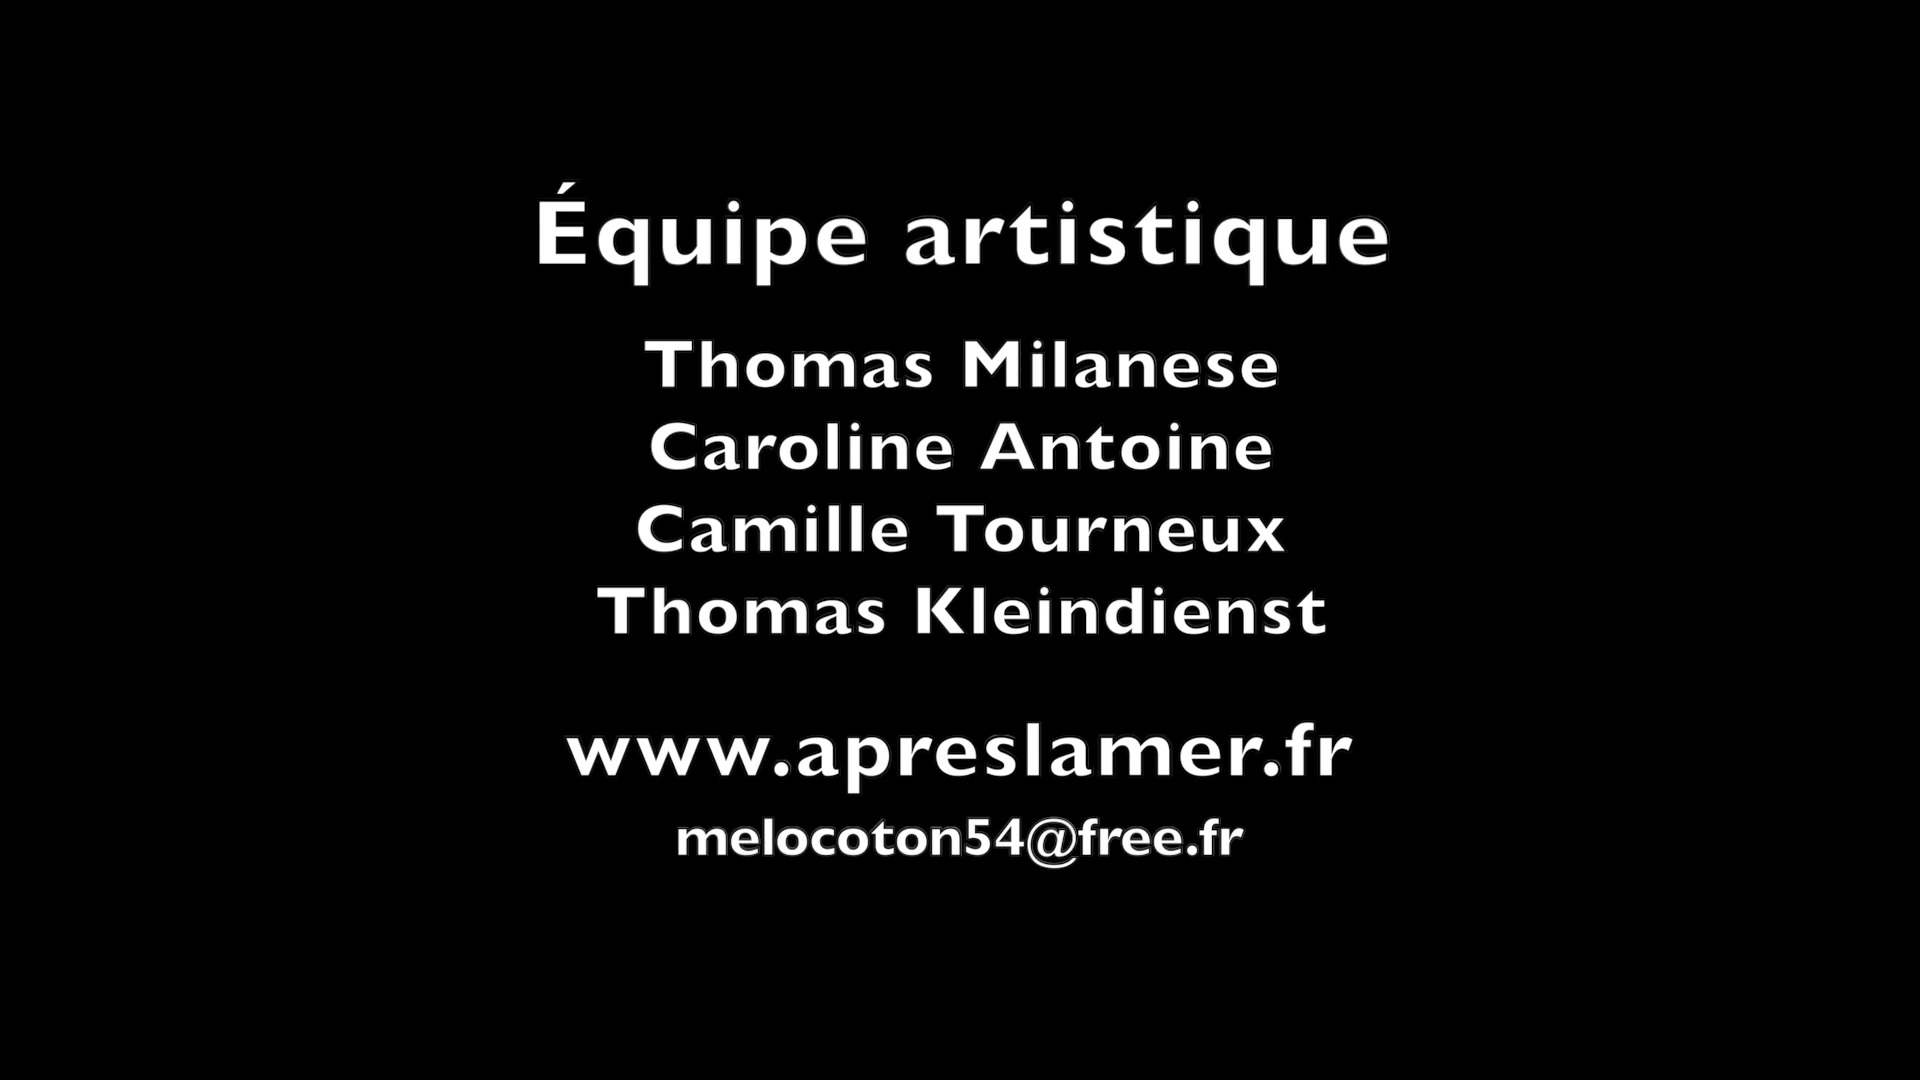 Équipe artistique
Thomas Milanese
Caroline Antoine
Camille Tourneux
Thomas Kleindienst
www.apreslamer.fr
melocoton54@free.fr